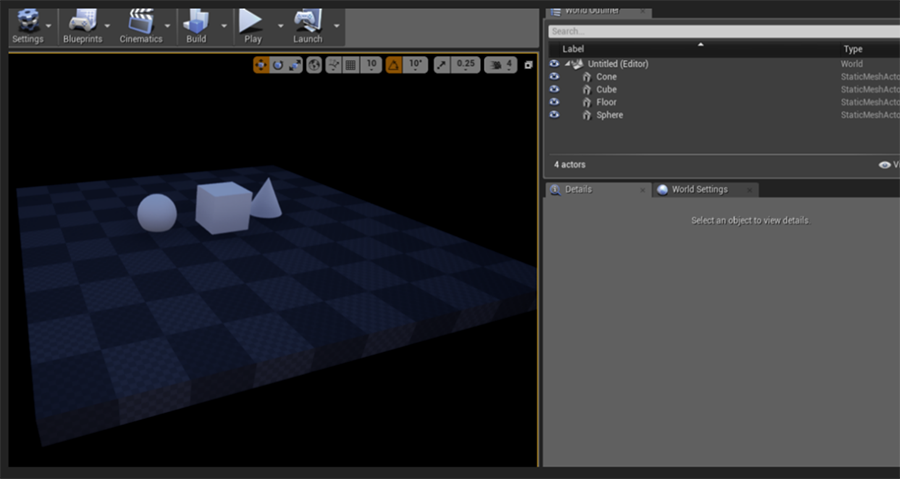 World Outliner
Settings Blueprints Cinematics Build Play Launch
Search...
Label Type
10 10° 0.25 4
Untitled (Editor) World
Cone StaticMeshActo
Cube StaticMeshActo
Floor StaticMeshActo
Sphere StaticMeshActo
4 actors Vi
Details World Settings
Select an object to view details.